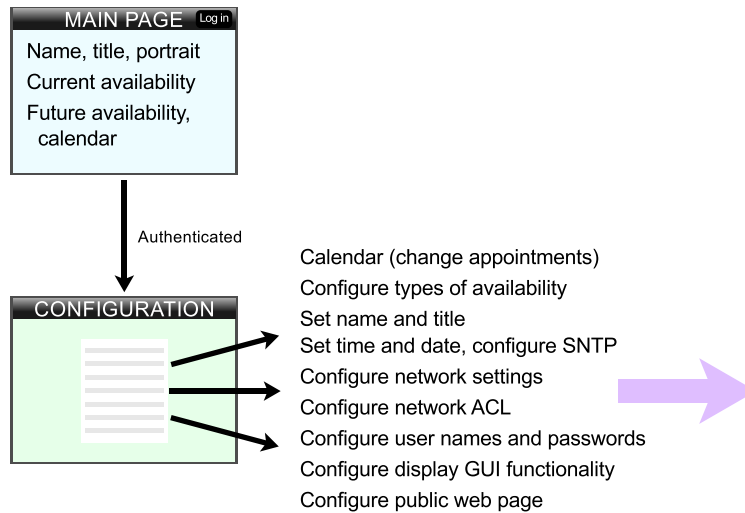 MAIN PAGE
Log in
Name, title, portrait
Current availability
Future availability,
calendar
Authenticated
CONFIGURATION
Calendar (change appointments)
Configure types of availability
Set name and title
Set time and date, configure SNTP
Configure network settings
Configure network ACL
Configure user names and passwords
Configure display GUI functionality
Configure public web page